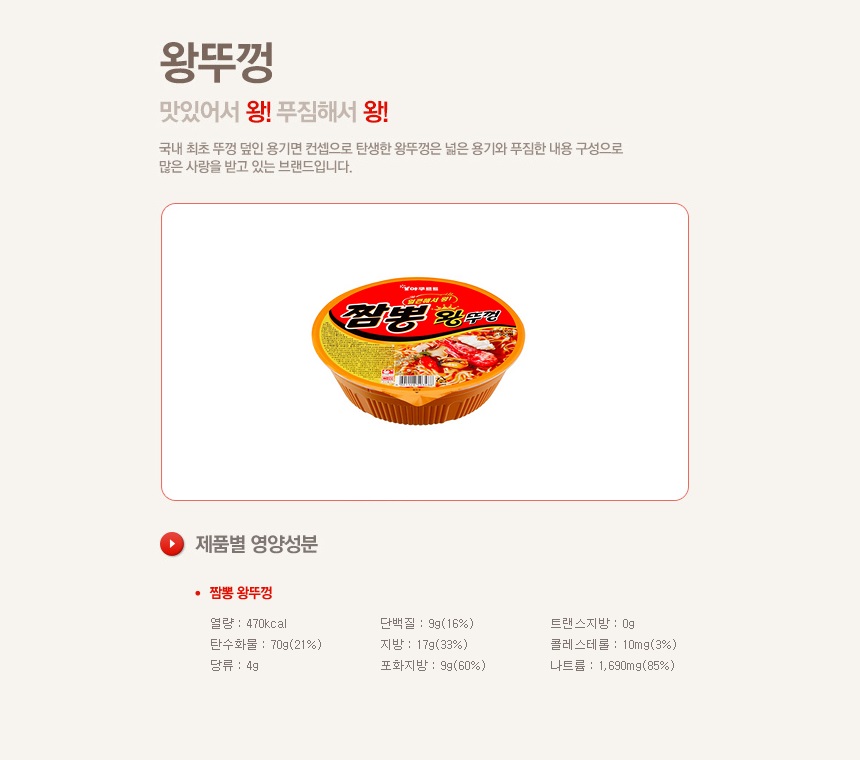 왕뚜껑
맛있어서 왕! 푸짐해서 왕!
국내 최초 뚜껑 덮인 용기면 컨셉으로 탄생한 왕뚜껑은 넓은 용기와 푸짐한 내용 구성으로
많은 사랑을 받고 있는 브랜드입니다.
얼큰해서 왕!
짬뽕 왕뚜껑
제품별 영양성분
• 짬뽕 왕뚜껑
열량 : 470kcal 단백질 : 9g(16%) 트랜스지방 : 0g
탄수화물 : 70g(21%) 지방 : 17g(33%) 콜레스테롤 : 10mg(3%)
당류 : 4g 포화지방 : 9g(60%) 나트륨 : 1,690mg(85%)